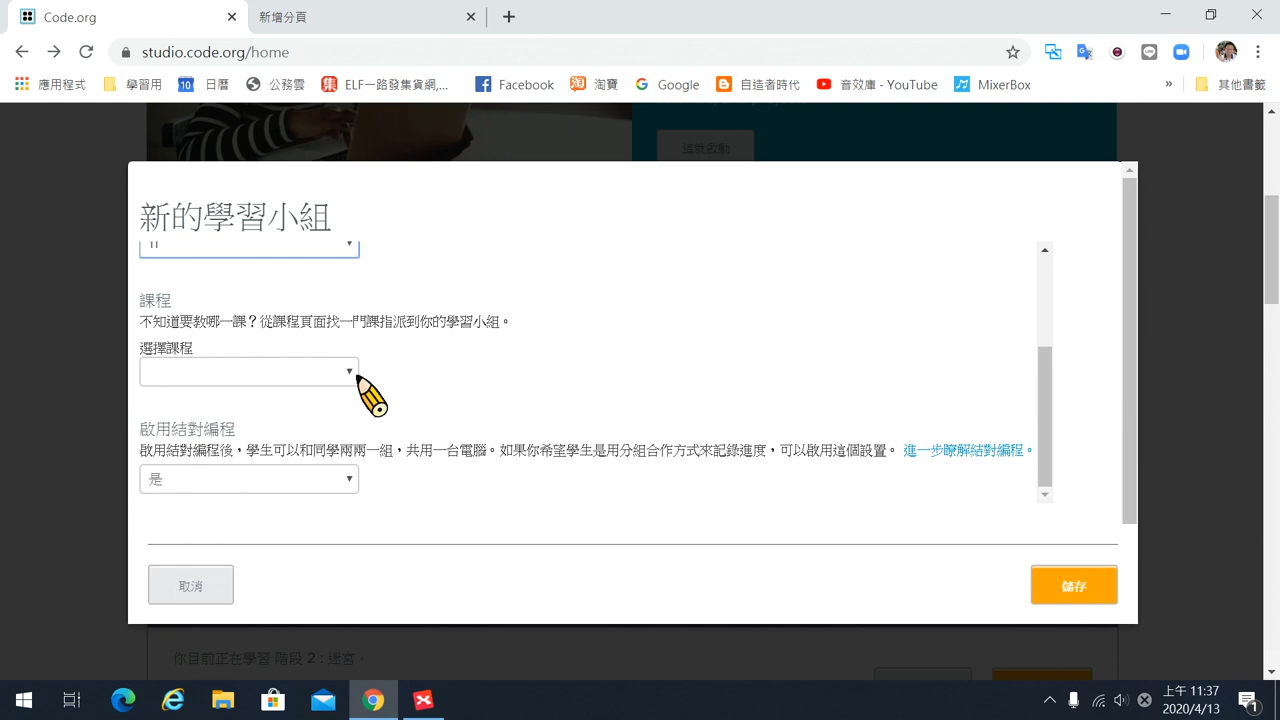 Code.org
新增分頁
studio.code.org/home
應用程式
學習用
10
日曆
公務雲
集
ELF一路發集貨網,...
Facebook
淘
淘寶
Google
自造者時代
音效庫 - YouTube
MixerBox
»
其他書籤
這就啟動
新的學習小組
11
課程
不知道要教哪一課？從課程頁面找一門課指派到你的學習小組。
選擇課程
啟用結對編程
啟用結對編程後，學生可以和同學兩兩一組，共用一台電腦。如果你希望學生是用分組合作方式來記錄進度，可以啟用這個設置。 進一步瞭解結對編程。
是
取消
儲存
你目前正在學習 階段 2：迷宮。
上午 11:37
2020/4/13
1